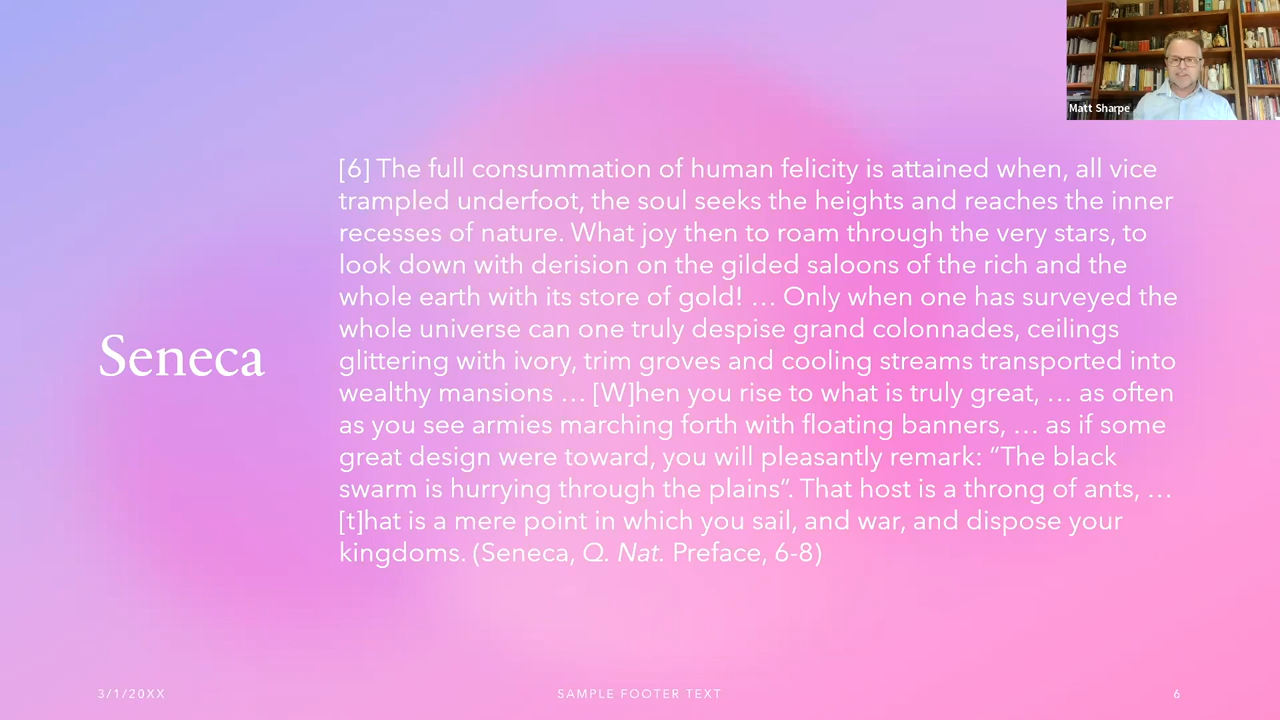 Matt Sharpe
Seneca
[6] The full consummation of human felicity is attained when, all vice
trampled underfoot, the soul seeks the heights and reaches the inner
recesses of nature. What joy then to roam through the very stars, to
look down with derision on the gilded saloons of the rich and the
whole earth with its store of gold! … Only when one has surveyed the
whole universe can one truly despise grand colonnades, ceilings
glittering with ivory, trim groves and cooling streams transported into
wealthy mansions … [W]hen you rise to what is truly great, … as often
as you see armies marching forth with floating banners, … as if some
great design were toward, you will pleasantly remark: “The black
swarm is hurrying through the plains”. That host is a throng of ants, …
[t]hat is a mere point in which you sail, and war, and dispose your
kingdoms. (Seneca, Q. Nat. Preface, 6-8)
3/1/20XX
SAMPLE FOOTER TEXT
6